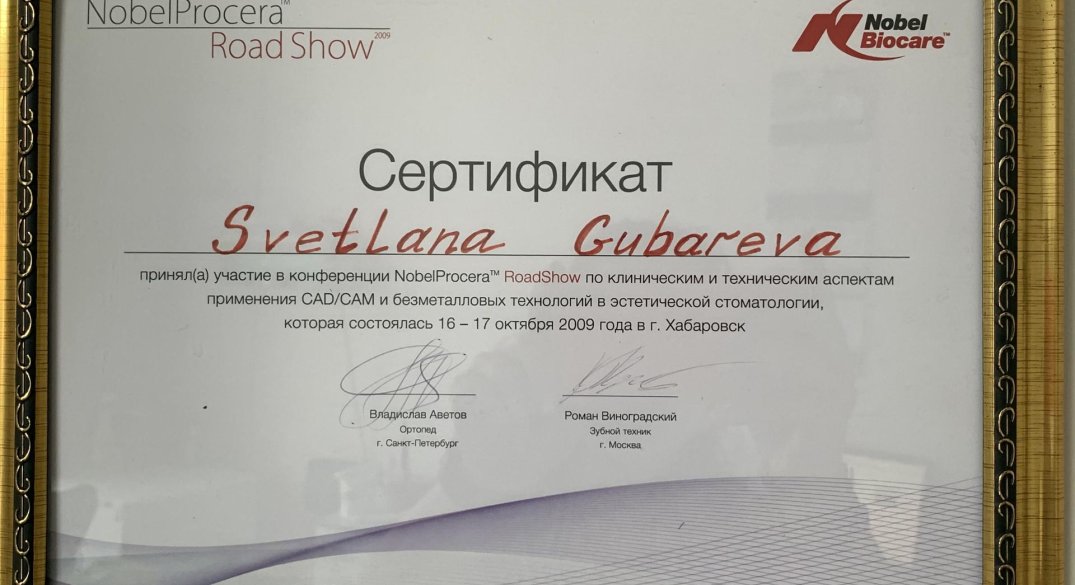 NobelProcera™
Road Show 2009
Nobel
Biocare™
Сертификат
Svetlana Gubareva
принял(а) участие в конференции NobelProcera™ RoadShow по клиническим и техническим аспектам
применения CAD/CAM и безметалловых технологий в эстетической стоматологии,
которая состоялась 16 – 17 октября 2009 года в г. Хабаровск
Владислав Аветов
Ортопед
г. Санкт-Петербург
Роман Виноградский
Зубной техник
г. Москва